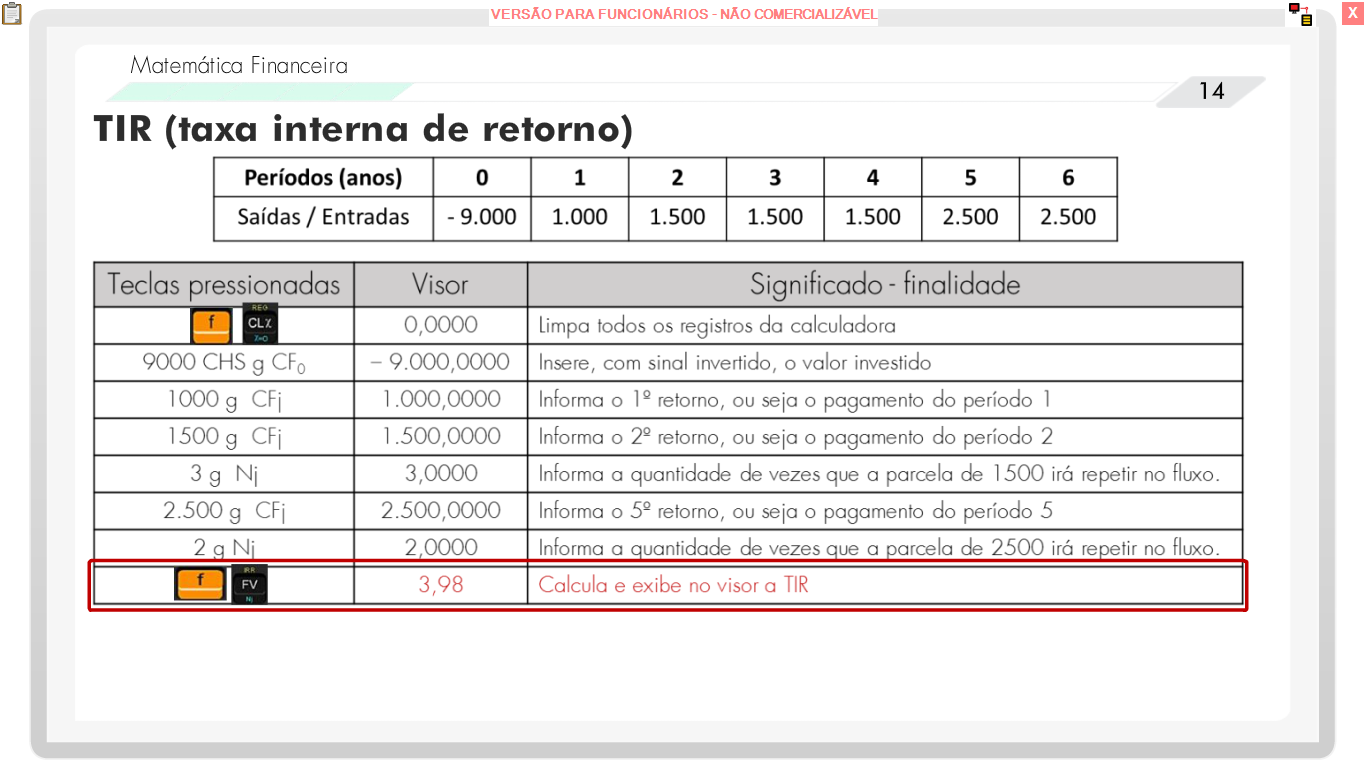 VERSÃO PARA FUNCIONÁRIOS - NÃO COMERCIALIZÁVEL
X
Matemática Financeira
14
TIR (taxa interna de retorno)
Períodos (anos) 0 1 2 3 4 5 6
Saídas / Entradas - 9.000 1.000 1.500 1.500 1.500 2.500 2.500
Teclas pressionadas Visor Significado - finalidade
f REG CLX X=0 0,0000 Limpa todos os registros da calculadora
9000 CHS g CF₀ – 9.000,0000 Insere, com sinal invertido, o valor investido
1000 g CFj 1.000,0000 Informa o 1º retorno, ou seja o pagamento do período 1
1500 g CFj 1.500,0000 Informa o 2º retorno, ou seja o pagamento do período 2
3 g Nj 3,0000 Informa a quantidade de vezes que a parcela de 1500 irá repetir no fluxo.
2.500 g CFj 2.500,0000 Informa o 5º retorno, ou seja o pagamento do período 5
2 g Nj 2,0000 Informa a quantidade de vezes que a parcela de 2500 irá repetir no fluxo.
f IRR FV Nj 3,98 Calcula e exibe no visor a TIR